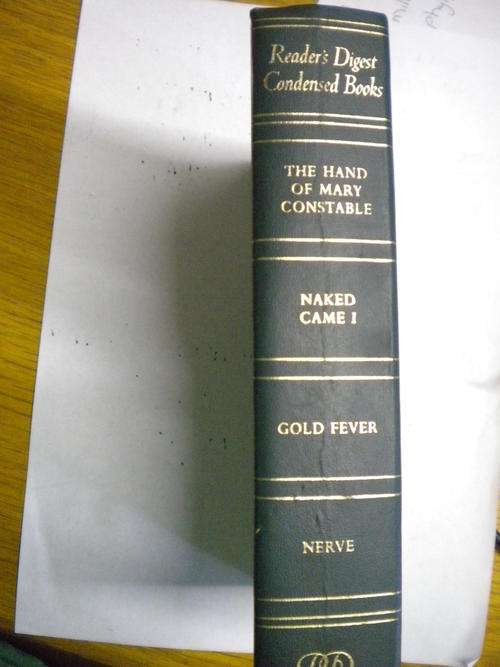 Reader's Digest
Condensed Books
THE HAND
OF MARY
CONSTABLE
NAKED
CAME I
GOLD FEVER
NERVE